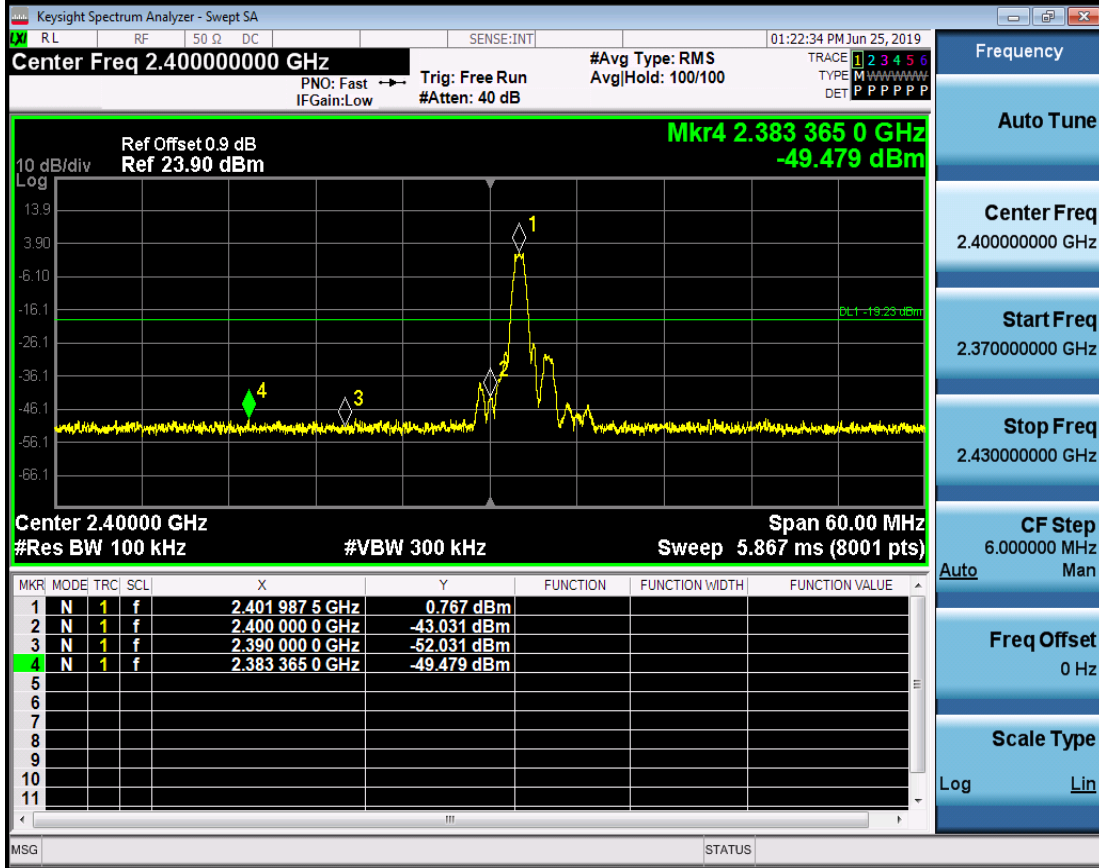 Keysight Spectrum Analyzer - Swept SA
LXI RL RF 50 Ω DC SENSE:INT 01:22:34 PM Jun 25, 2019
Center Freq 2.400000000 GHz
PNO: Fast
IFGain:Low
Trig: Free Run
#Atten: 40 dB
#Avg Type: RMS
Avg|Hold: 100/100
TRACE 1 2 3 4 5 6
TYPE M WWWWW
DET P P P P P P
Mkr4 2.383 365 0 GHz
-49.479 dBm
Ref Offset 0.9 dB
10 dB/div Ref 23.90 dBm
Log
13.9
3.90
-6.10
-16.1
-26.1
-36.1
-46.1
-56.1
-66.1
1
2
3
4
DL1 -19.23 dBm
Center 2.40000 GHz Span 60.00 MHz
#Res BW 100 kHz #VBW 300 kHz Sweep 5.867 ms (8001 pts)
MKR MODE TRC SCL X Y FUNCTION FUNCTION WIDTH FUNCTION VALUE
1 N 1 f 2.401 987 5 GHz 0.767 dBm
2 N 1 f 2.400 000 0 GHz -43.031 dBm
3 N 1 f 2.390 000 0 GHz -52.031 dBm
4 N 1 f 2.383 365 0 GHz -49.479 dBm
5
6
7
8
9
10
11
MSG STATUS
Frequency
Auto Tune
Center Freq
2.400000000 GHz
Start Freq
2.370000000 GHz
Stop Freq
2.430000000 GHz
CF Step
6.000000 MHz
Auto Man
Freq Offset
0 Hz
Scale Type
Log Lin